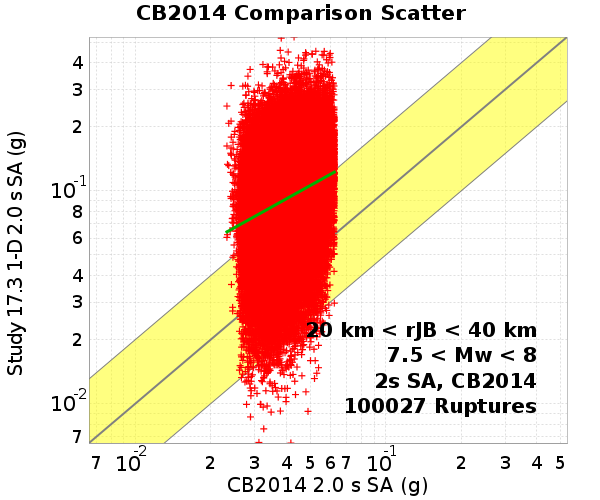 CB2014 Comparison Scatter
Study 17.3 1-D 2.0 s SA (g)
4
3
2
10-1
8
6
4
3
2
10-2
7
20 km < rJB < 40 km
7.5 < Mw < 8
2s SA, CB2014
100027 Ruptures
7 10-2 2 3 4 5 6 7 10-1 2 3 4 5
CB2014 2.0 s SA (g)